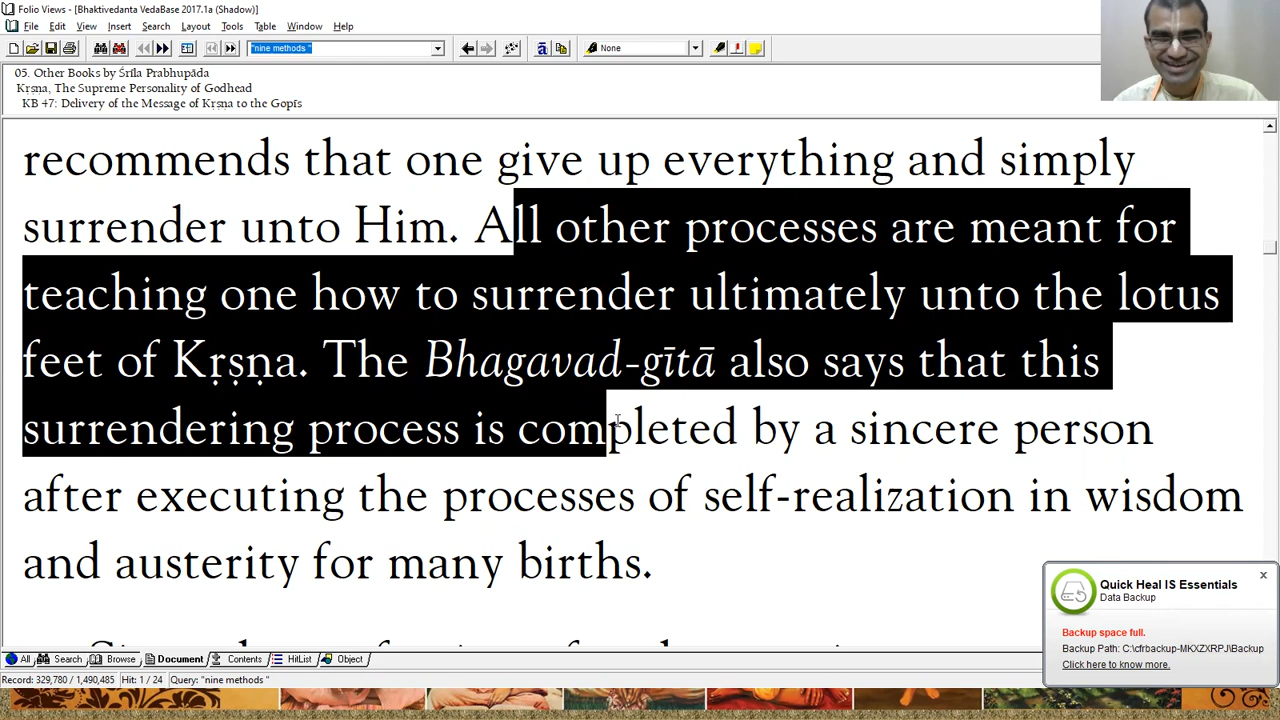 Folio Views - [Bhaktivedanta VedaBase 2017.1a (Shadow)]
File Edit View Insert Search Layout Tools Table Window Help
"nine methods "
None
05. Other Books by Śrīla Prabhupāda
Kṛṣṇa, The Supreme Personality of Godhead
KB 47: Delivery of the Message of Kṛṣṇa to the Gopīs
recommends that one give up everything and simply
surrender unto Him. All other processes are meant for
teaching one how to surrender ultimately unto the lotus
feet of Kṛṣṇa. The Bhagavad-gītā also says that this
surrendering process is completed by a sincere person
after executing the processes of self-realization in wisdom
and austerity for many births.
Quick Heal IS Essentials
Data Backup
Backup space full.
Backup Path: C:\cfrbackup-MKXZXRPJ\Backup
Click here to know more.
All Search Browse Document Contents HitList Object
Record: 329,780 / 1,490,485 Hit: 1 / 24 Query: "nine methods "